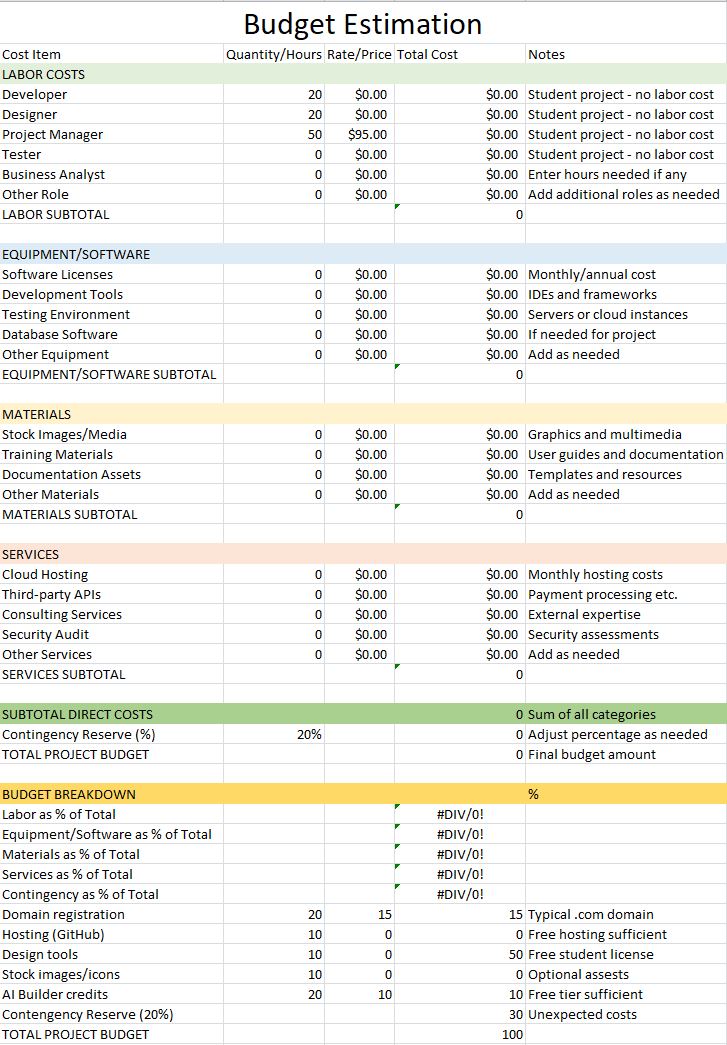 Budget Estimation
Cost Item Quantity/Hours Rate/Price Total Cost Notes
LABOR COSTS
Developer 20 $0.00 $0.00 Student project - no labor cost
Designer 20 $0.00 $0.00 Student project - no labor cost
Project Manager 50 $95.00 $0.00 Student project - no labor cost
Tester 0 $0.00 $0.00 Student project - no labor cost
Business Analyst 0 $0.00 $0.00 Enter hours needed if any
Other Role 0 $0.00 $0.00 Add additional roles as needed
LABOR SUBTOTAL 0
EQUIPMENT/SOFTWARE
Software Licenses 0 $0.00 $0.00 Monthly/annual cost
Development Tools 0 $0.00 $0.00 IDEs and frameworks
Testing Environment 0 $0.00 $0.00 Servers or cloud instances
Database Software 0 $0.00 $0.00 If needed for project
Other Equipment 0 $0.00 $0.00 Add as needed
EQUIPMENT/SOFTWARE SUBTOTAL 0
MATERIALS
Stock Images/Media 0 $0.00 $0.00 Graphics and multimedia
Training Materials 0 $0.00 $0.00 User guides and documentation
Documentation Assets 0 $0.00 $0.00 Templates and resources
Other Materials 0 $0.00 $0.00 Add as needed
MATERIALS SUBTOTAL 0
SERVICES
Cloud Hosting 0 $0.00 $0.00 Monthly hosting costs
Third-party APIs 0 $0.00 $0.00 Payment processing etc.
Consulting Services 0 $0.00 $0.00 External expertise
Security Audit 0 $0.00 $0.00 Security assessments
Other Services 0 $0.00 $0.00 Add as needed
SERVICES SUBTOTAL 0
SUBTOTAL DIRECT COSTS 0 Sum of all categories
Contingency Reserve (%) 20% 0 Adjust percentage as needed
TOTAL PROJECT BUDGET 0 Final budget amount
BUDGET BREAKDOWN %
Labor as % of Total #DIV/0!
Equipment/Software as % of Total #DIV/0!
Materials as % of Total #DIV/0!
Services as % of Total #DIV/0!
Contingency as % of Total #DIV/0!
Domain registration 20 15 15 Typical .com domain
Hosting (GitHub) 10 0 0 Free hosting sufficient
Design tools 10 0 50 Free student license
Stock images/icons 10 0 0 Optional assests
AI Builder credits 20 10 10 Free tier sufficient
Contengency Reserve (20%) 30 Unexpected costs
TOTAL PROJECT BUDGET 100